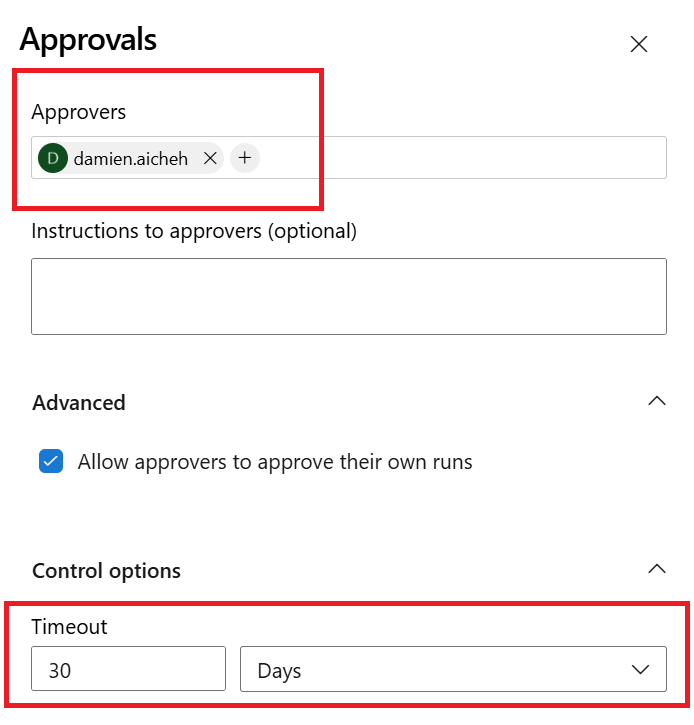 Approvals
Approvers
D damien.aicheh
Instructions to approvers (optional)
Advanced
Allow approvers to approve their own runs
Control options
Timeout
30 Days